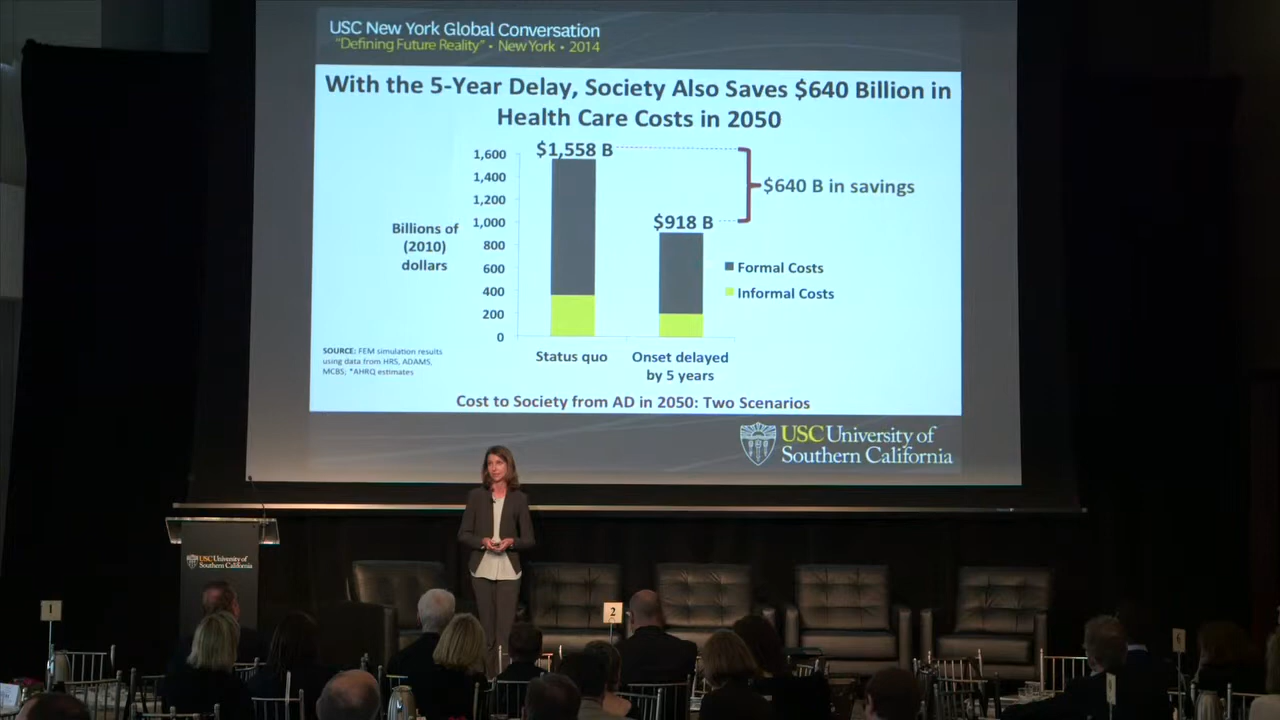 USC New York Global Conversation
"Defining Future Reality" • New York • 2014
With the 5-Year Delay, Society Also Saves $640 Billion in
Health Care Costs in 2050
$1,558 B
1,600
1,400
1,200
1,000
800
600
400
200
0
Billions of
(2010)
dollars
$640 B in savings
$918 B
Formal Costs
Informal Costs
Status quo
Onset delayed
by 5 years
SOURCE: FEM simulation results
using data from HRS, ADAMS,
MCBS; *AHRQ estimates
Cost to Society from AD in 2050: Two Scenarios
USC University of
Southern California
USC University of
Southern California
1
2